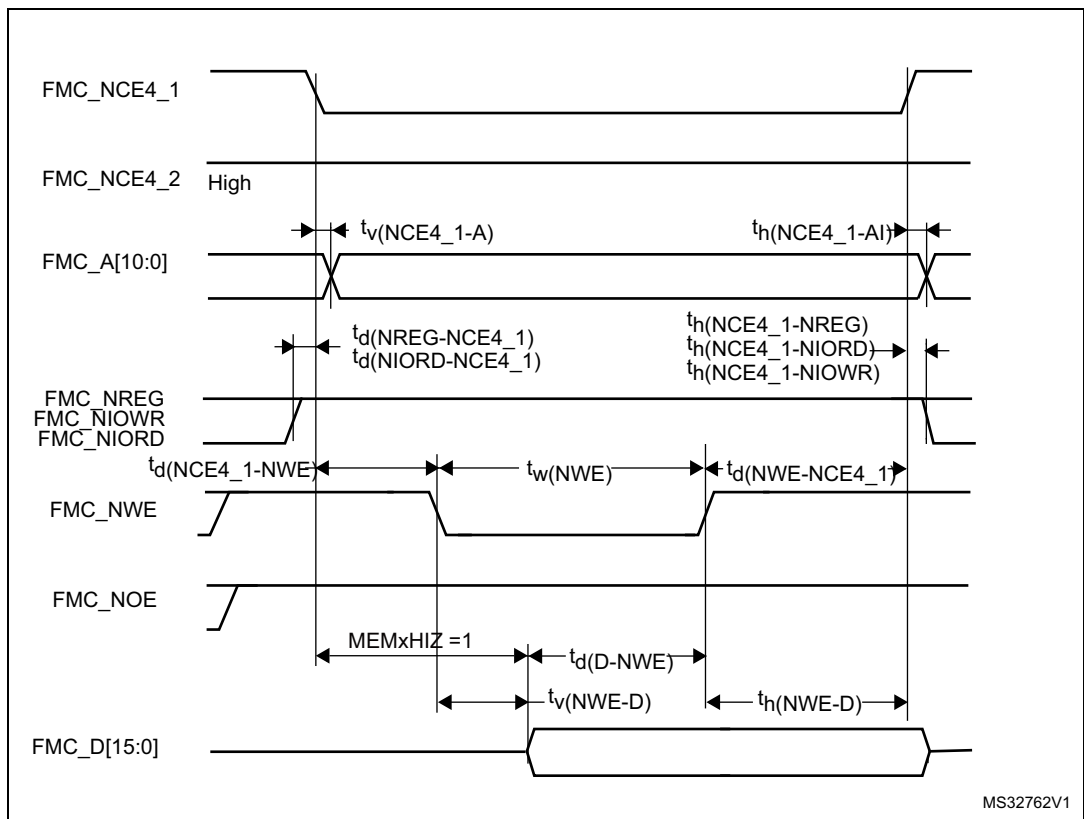 FMC_NCE4_1
FMC_NCE4_2
High
tv(NCE4_1-A)
th(NCE4_1-AI)
FMC_A[10:0]
td(NREG-NCE4_1)
td(NIORD-NCE4_1)
th(NCE4_1-NREG)
th(NCE4_1-NIORD)
th(NCE4_1-NIOWR)
FMC_NREG
FMC_NIOWR
FMC_NIORD
td(NCE4_1-NWE)
tw(NWE)
td(NWE-NCE4_1)
FMC_NWE
FMC_NOE
MEMxHIZ =1
td(D-NWE)
tv(NWE-D)
th(NWE-D)
FMC_D[15:0]
MS32762V1